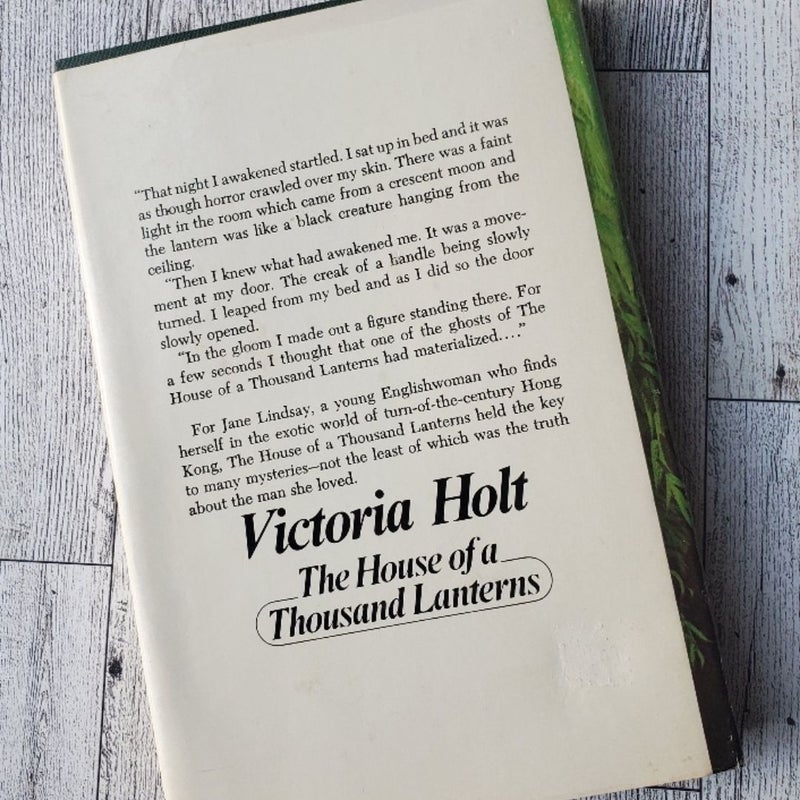 "That night I awakened startled. I sat up in bed and it was
as though horror crawled over my skin. There was a faint
light in the room which came from a crescent moon and
the lantern was like a black creature hanging from the
ceiling.
"Then I knew what had awakened me. It was a move-
ment at my door. The creak of a handle being slowly
turned. I leaped from my bed and as I did so the door
slowly opened.
"In the gloom I made out a figure standing there. For
a few seconds I thought that one of the ghosts of The
House of a Thousand Lanterns had materialized...."
For Jane Lindsay, a young Englishwoman who finds
herself in the exotic world of turn-of-the-century Hong
Kong, The House of a Thousand Lanterns held the key
to many mysteries—not the least of which was the truth
about the man she loved.
Victoria Holt
The House of a
Thousand Lanterns